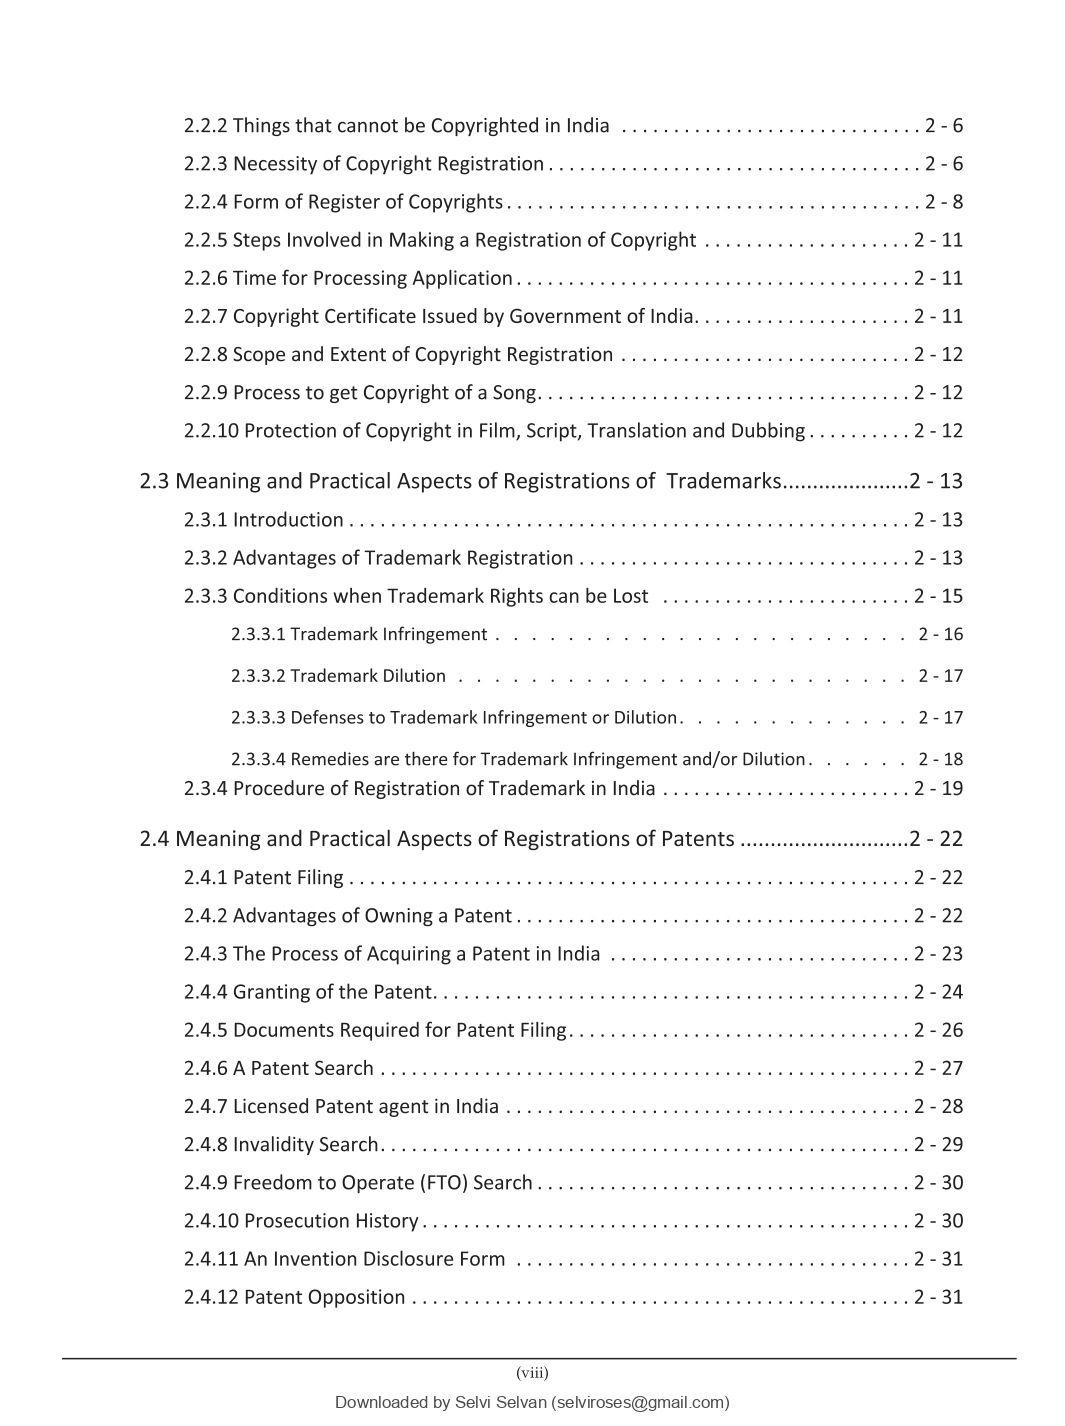 2.2.2 Things that cannot be Copyrighted in India . . . . . . . . . . . . . . . . . . . . . . . . . . . . . 2 - 6
2.2.3 Necessity of Copyright Registration . . . . . . . . . . . . . . . . . . . . . . . . . . . . . . . . . . . . 2 - 6
2.2.4 Form of Register of Copyrights . . . . . . . . . . . . . . . . . . . . . . . . . . . . . . . . . . . . . . . . 2 - 8
2.2.5 Steps Involved in Making a Registration of Copyright . . . . . . . . . . . . . . . . . . . . 2 - 11
2.2.6 Time for Processing Application . . . . . . . . . . . . . . . . . . . . . . . . . . . . . . . . . . . . . . 2 - 11
2.2.7 Copyright Certificate Issued by Government of India. . . . . . . . . . . . . . . . . . . . . 2 - 11
2.2.8 Scope and Extent of Copyright Registration . . . . . . . . . . . . . . . . . . . . . . . . . . . . 2 - 12
2.2.9 Process to get Copyright of a Song. . . . . . . . . . . . . . . . . . . . . . . . . . . . . . . . . . . . 2 - 12
2.2.10 Protection of Copyright in Film, Script, Translation and Dubbing . . . . . . . . . . 2 - 12
2.3 Meaning and Practical Aspects of Registrations of Trademarks.....................2 - 13
2.3.1 Introduction . . . . . . . . . . . . . . . . . . . . . . . . . . . . . . . . . . . . . . . . . . . . . . . . . . . . . . 2 - 13
2.3.2 Advantages of Trademark Registration . . . . . . . . . . . . . . . . . . . . . . . . . . . . . . . . 2 - 13
2.3.3 Conditions when Trademark Rights can be Lost . . . . . . . . . . . . . . . . . . . . . . . . 2 - 15
2.3.3.1 Trademark Infringement . . . . . . . . . . . . . . . . . . . . . . . 2 - 16
2.3.3.2 Trademark Dilution . . . . . . . . . . . . . . . . . . . . . . . . . 2 - 17
2.3.3.3 Defenses to Trademark Infringement or Dilution. . . . . . . . . . . . . 2 - 17
2.3.3.4 Remedies are there for Trademark Infringement and/or Dilution. . . . . . 2 - 18
2.3.4 Procedure of Registration of Trademark in India . . . . . . . . . . . . . . . . . . . . . . . . 2 - 19
2.4 Meaning and Practical Aspects of Registrations of Patents ............................2 - 22
2.4.1 Patent Filing . . . . . . . . . . . . . . . . . . . . . . . . . . . . . . . . . . . . . . . . . . . . . . . . . . . . . . 2 - 22
2.4.2 Advantages of Owning a Patent . . . . . . . . . . . . . . . . . . . . . . . . . . . . . . . . . . . . . . 2 - 22
2.4.3 The Process of Acquiring a Patent in India . . . . . . . . . . . . . . . . . . . . . . . . . . . . . 2 - 23
2.4.4 Granting of the Patent. . . . . . . . . . . . . . . . . . . . . . . . . . . . . . . . . . . . . . . . . . . . . . 2 - 24
2.4.5 Documents Required for Patent Filing. . . . . . . . . . . . . . . . . . . . . . . . . . . . . . . . . 2 - 26
2.4.6 A Patent Search . . . . . . . . . . . . . . . . . . . . . . . . . . . . . . . . . . . . . . . . . . . . . . . . . . . 2 - 27
2.4.7 Licensed Patent agent in India . . . . . . . . . . . . . . . . . . . . . . . . . . . . . . . . . . . . . . . 2 - 28
2.4.8 Invalidity Search. . . . . . . . . . . . . . . . . . . . . . . . . . . . . . . . . . . . . . . . . . . . . . . . . . . 2 - 29
2.4.9 Freedom to Operate (FTO) Search . . . . . . . . . . . . . . . . . . . . . . . . . . . . . . . . . . . . 2 - 30
2.4.10 Prosecution History . . . . . . . . . . . . . . . . . . . . . . . . . . . . . . . . . . . . . . . . . . . . . . . 2 - 30
2.4.11 An Invention Disclosure Form . . . . . . . . . . . . . . . . . . . . . . . . . . . . . . . . . . . . . . 2 - 31
2.4.12 Patent Opposition . . . . . . . . . . . . . . . . . . . . . . . . . . . . . . . . . . . . . . . . . . . . . . . . 2 - 31
(viii)
Downloaded by Selvi Selvan (selviroses@gmail.com)